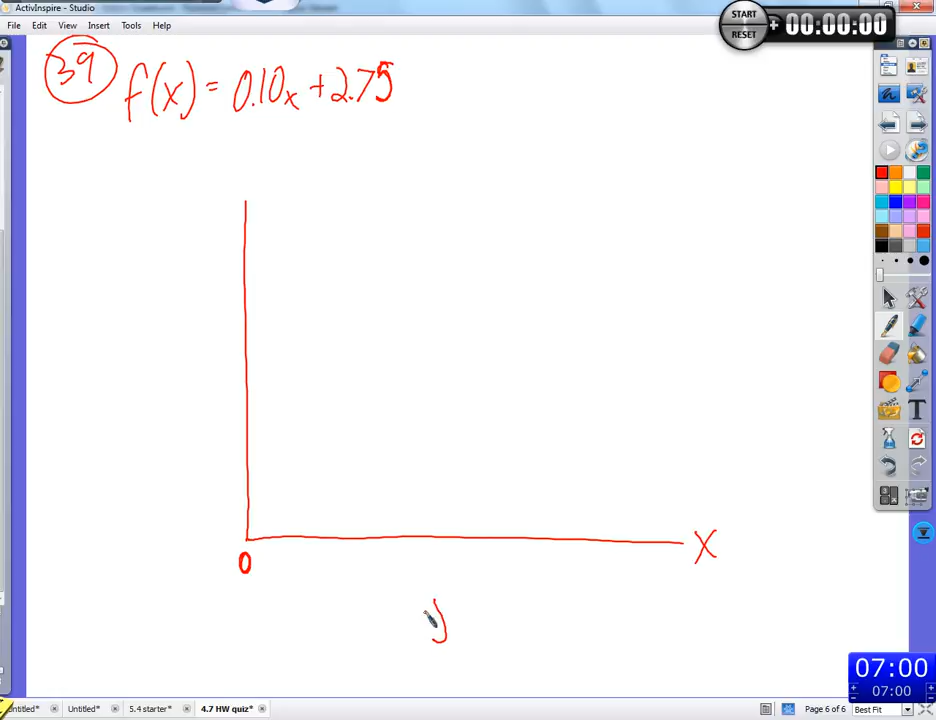 ActivInspire - Studio
File Edit View Insert Tools Help
START
RESET
+ 00:00:00
39 f(x) = 0.10x + 2.75
X
0
07:00
+ 07:00 +
Untitled* 5.4 starter* 4.7 HW quiz*
Page 6 of 6 Best Fit